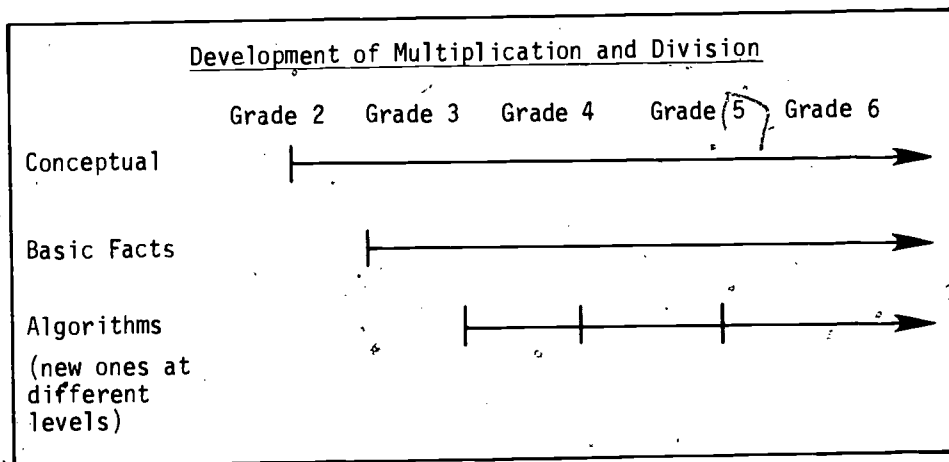 Development of Multiplication and Division
Grade 2 Grade 3 Grade 4 Grade 5 Grade 6
Conceptual
Basic Facts
Algorithms
(new ones at
different
levels)